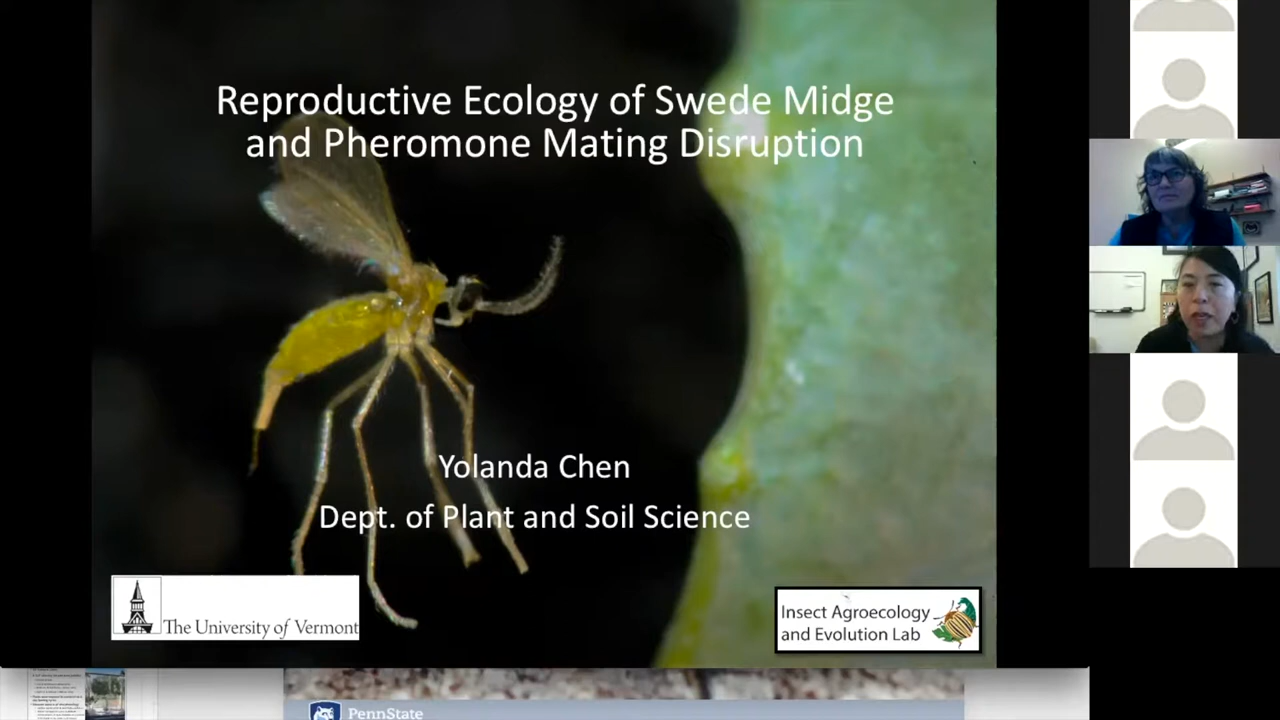 Reproductive Ecology of Swede Midge
and Pheromone Mating Disruption
Yolanda Chen
Dept. of Plant and Soil Science
The University of Vermont
Insect Agroecology
and Evolution Lab
PennState